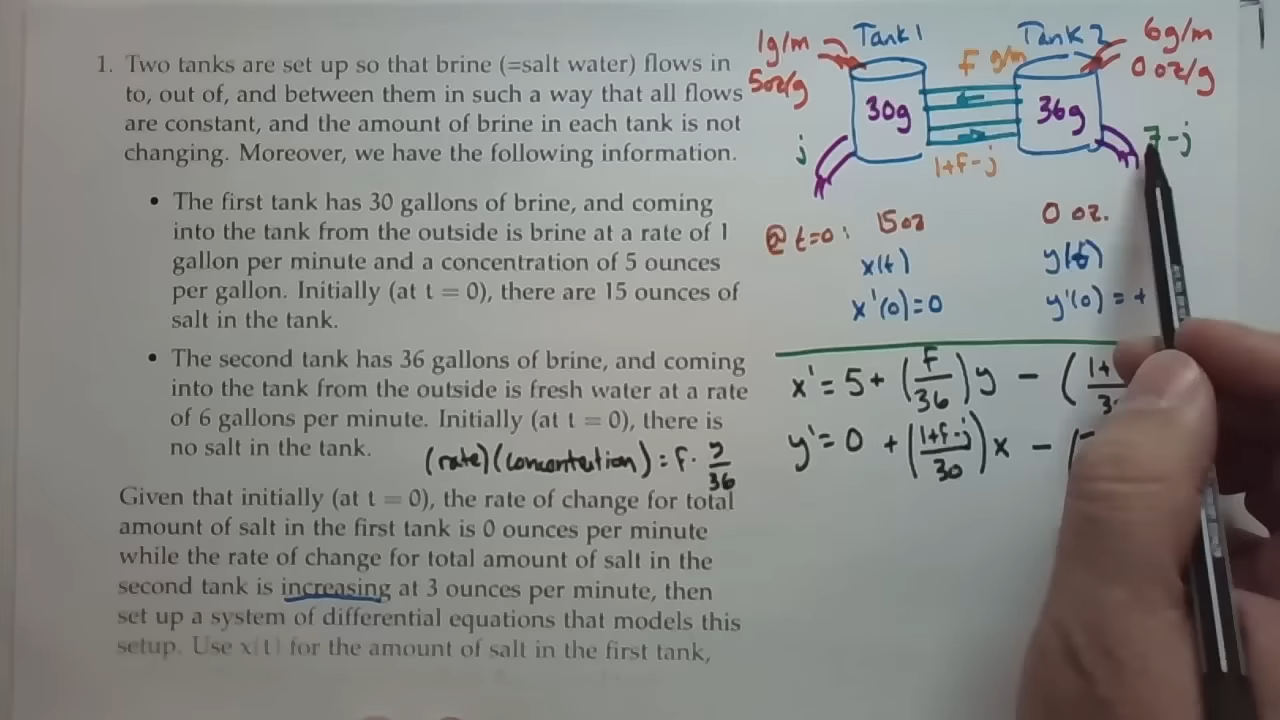 1. Two tanks are set up so that brine (=salt water) flows in
to, out of, and between them in such a way that all flows
are constant, and the amount of brine in each tank is not
changing. Moreover, we have the following information.
• The first tank has 30 gallons of brine, and coming
into the tank from the outside is brine at a rate of 1
gallon per minute and a concentration of 5 ounces
per gallon. Initially (at t = 0), there are 15 ounces of
salt in the tank.
• The second tank has 36 gallons of brine, and coming
into the tank from the outside is fresh water at a rate
of 6 gallons per minute. Initially (at t = 0), there is
no salt in the tank.
(rate)(concentration) = f · y/36
Given that initially (at t = 0), the rate of change for total
amount of salt in the first tank is 0 ounces per minute
while the rate of change for total amount of salt in the
second tank is increasing at 3 ounces per minute, then
set up a system of differential equations that models this
setup. Use x(t) for the amount of salt in the first tank,
1g/m Tank 1 Tank 2 6g/m
5oz/g f g/m 0 oz/g
30g 36g
j 1+f-j 7-j
@ t=0: 15oz 0 oz.
x(t) y(t)
x'(0)=0 y'(0) = +
x' = 5 + (f/36)y - (1+
y' = 0 + (1+f-j/30)x - (